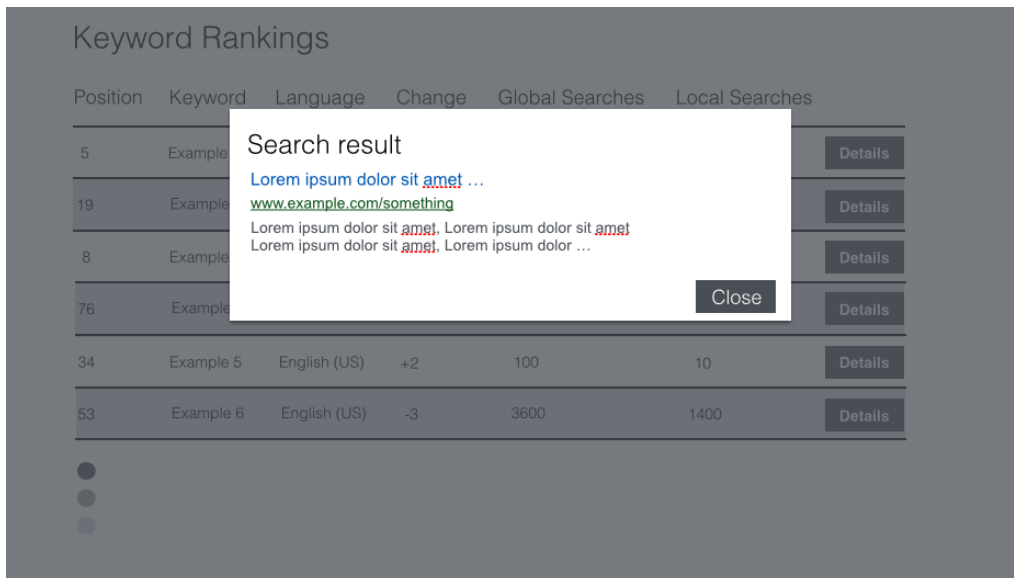 Keyword Rankings
Position Keyword Language Change Global Searches Local Searches
Search result
Lorem ipsum dolor sit amet …
www.example.com/something
Lorem ipsum dolor sit amet, Lorem ipsum dolor sit amet
Lorem ipsum dolor sit amet, Lorem ipsum dolor …
Close
5 Example Details
19 Example Details
8 Example Details
76 Example Details
34 Example 5 English (US) +2 100 10 Details
53 Example 6 English (US) -3 3600 1400 Details